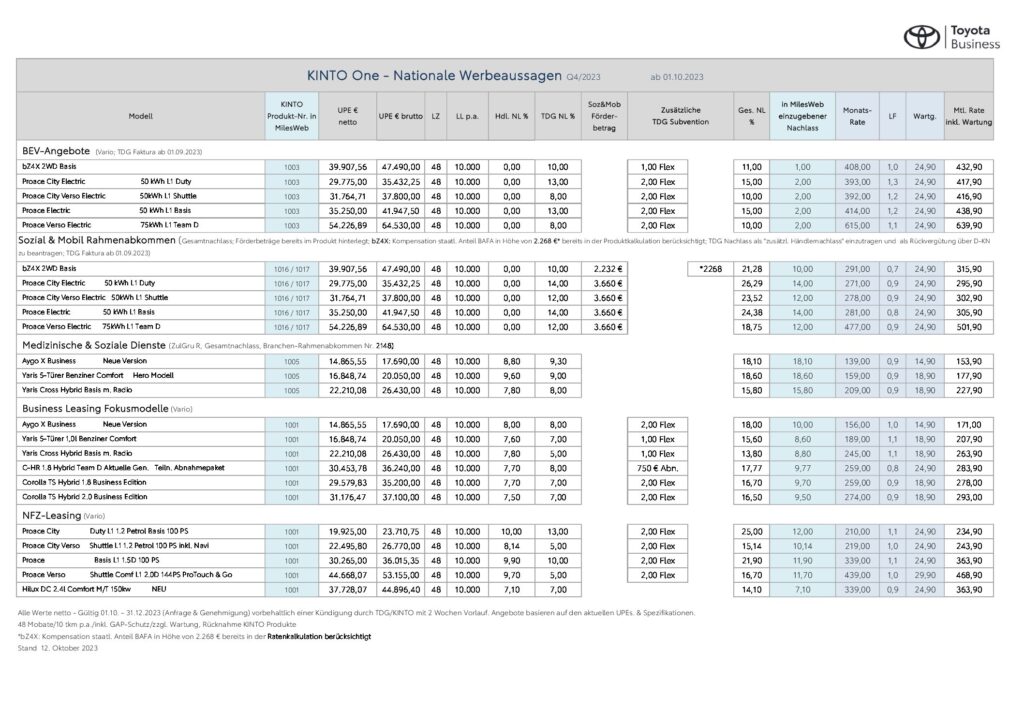 Toyota
Business
KINTO One - Nationale Werbeaussagen Q4/2023 ab 01.10.2023
Modell KINTO Produkt-Nr. in MilesWeb UPE € netto UPE € brutto LZ LL p.a. Hdl. NL % TDG NL % Soz&Mob Förder-betrag Zusätzliche TDG Subvention Ges. NL % in MilesWeb einzugebener Nachlass Monats-Rate LF Wartg. Mtl. Rate inkl. Wartung
BEV-Angebote (Vario; TDG Faktura ab 01.09.2023)
bZ4X 2WD Basis 1003 39.907,56 47.490,00 48 10.000 0,00 10,00 1,00 Flex 11,00 1,00 408,00 1,0 24,90 432,90
Proace City Electric 50 kWh L1 Duty 1003 29.775,00 35.432,25 48 10.000 0,00 13,00 2,00 Flex 15,00 2,00 393,00 1,3 24,90 417,90
Proace City Verso Electric 50kWh L1 Shuttle 1003 31.764,71 37.800,00 48 10.000 0,00 8,00 2,00 Flex 10,00 2,00 392,00 1,2 24,90 416,90
Proace Electric 50 kWh L1 Basis 1003 35.250,00 41.947,50 48 10.000 0,00 13,00 2,00 Flex 15,00 2,00 414,00 1,2 24,90 438,90
Proace Verso Electric 75kWh L1 Team D 1003 54.226,89 64.530,00 48 10.000 0,00 8,00 2,00 Flex 10,00 2,00 615,00 1,1 24,90 639,90
Sozial & Mobil Rahmenabkommen (Gesamtnachlass; Förderbeträge bereits im Produkt hinterlegt; bZ4X: Kompensation staatl. Anteil BAFA in Höhe von 2.268 €* bereits in der Produktkalkulation berücksichtigt; TDG Nachlass als "zusätzl. Händlernachlass" einzutragen und als Rückvergütung über D-KN
zu beantragen; TDG Faktura ab 01.09.2023)
bZ4X 2WD Basis 1016 / 1017 39.907,56 47.490,00 48 10.000 0,00 10,00 2.232 € *2268 21,28 10,00 291,00 0,7 24,90 315,90
Proace City Electric 50 kWh L1 Duty 1016 / 1017 29.775,00 35.432,25 48 10.000 0,00 14,00 3.660 € 26,29 14,00 271,00 0,9 24,90 295,90
Proace City Verso Electric 50kWh L1 Shuttle 1016 / 1017 31.764,71 37.800,00 48 10.000 0,00 12,00 3.660 € 23,52 12,00 278,00 0,9 24,90 302,90
Proace Electric 50 kWh L1 Basis 1016 / 1017 35.250,00 41.947,50 48 10.000 0,00 14,00 3.660 € 24,38 14,00 281,00 0,8 24,90 305,90
Proace Verso Electric 75kWh L1 Team D 1016 / 1017 54.226,89 64.530,00 48 10.000 0,00 12,00 3.660 € 18,75 12,00 477,00 0,9 24,90 501,90
Medizinische & Soziale Dienste (ZulGru R, Gesamtnachlass, Branchen-Rahmenabkommen Nr. 2148)
Aygo X Business Neue Version 1005 14.865,55 17.690,00 48 10.000 8,80 9,30 18,10 18,10 139,00 0,9 14,90 153,90
Yaris 5-Türer Benziner Comfort Hero Modell 1005 16.848,74 20.050,00 48 10.000 9,60 9,00 18,60 18,60 159,00 0,9 18,90 177,90
Yaris Cross Hybrid Basis m. Radio 1005 22.210,08 26.430,00 48 10.000 7,80 8,00 15,80 15,80 209,00 0,9 18,90 227,90
Business Leasing Fokusmodelle (Vario)
Aygo X Business Neue Version 1001 14.865,55 17.690,00 48 10.000 8,00 8,00 2,00 Flex 18,00 10,00 156,00 1,0 14,90 171,00
Yaris 5-Türer 1,0l Benziner Comfort 1001 16.848,74 20.050,00 48 10.000 7,60 7,00 1,00 Flex 15,60 8,60 189,00 1,1 18,90 207,90
Yaris Cross Hybrid Basis m. Radio 1001 22.210,08 26.430,00 48 10.000 7,80 5,00 1,00 Flex 13,80 8,80 245,00 1,1 18,90 263,90
C-HR 1.8 Hybrid Team D Aktuelle Gen. Teiln. Abnahmepaket 1001 30.453,78 36.240,00 48 10.000 7,70 8,00 750 € Abn. 17,77 9,77 259,00 0,8 24,90 283,90
Corolla TS Hybrid 1.8 Business Edition 1001 29.579,83 35.200,00 48 10.000 7,70 7,00 2,00 Flex 16,70 9,70 259,00 0,9 18,90 278,00
Corolla TS Hybrid 2.0 Business Edition 1001 31.176,47 37.100,00 48 10.000 7,50 7,00 2,00 Flex 16,50 9,50 274,00 0,9 18,90 293,00
NFZ-Leasing (Vario)
Proace City Duty L1 1.2 Petrol Basis 100 PS 1001 19.925,00 23.710,75 48 10.000 10,00 13,00 2,00 Flex 25,00 12,00 210,00 1,1 24,90 234,90
Proace City Verso Shuttle L1 1.2 Petrol 100 PS inkl. Navi 1001 22.495,80 26.770,00 48 10.000 8,14 5,00 2,00 Flex 15,14 10,14 219,00 1,0 24,90 243,90
Proace Basis L1 1.5D 100 PS 1001 30.265,00 36.015,35 48 10.000 9,90 10,00 2,00 Flex 21,90 11,90 339,00 1,1 24,90 363,90
Proace Verso Shuttle Comf L1 2.0D 144PS ProTouch & Go 1001 44.668,07 53.155,00 48 10.000 9,70 5,00 2,00 Flex 16,70 11,70 439,00 1,0 29,90 468,90
Hilux DC 2.4l Comfort M/T 150kw NEU 1001 37.728,07 44.896,40 48 10.000 7,10 7,00 14,10 7,10 339,00 0,9 24,90 363,90
Alle Werte netto - Gültig 01.10. - 31.12.2023 (Anfrage & Genehmigung) vorbehaltlich einer Kündigung durch TDG/KINTO mit 2 Wochen Vorlauf. Angebote basieren auf den aktuellen UPEs. & Spezifikationen.
48 Mobate/10 tkm p.a./inkl. GAP-Schutz/zzgl. Wartung, Rücknahme KINTO Produkte
*bZ4X: Kompensation staatl. Anteil BAFA in Höhe von 2.268 € bereits in der Ratenkalkulation berücksichtigt
Stand 12. Oktober 2023